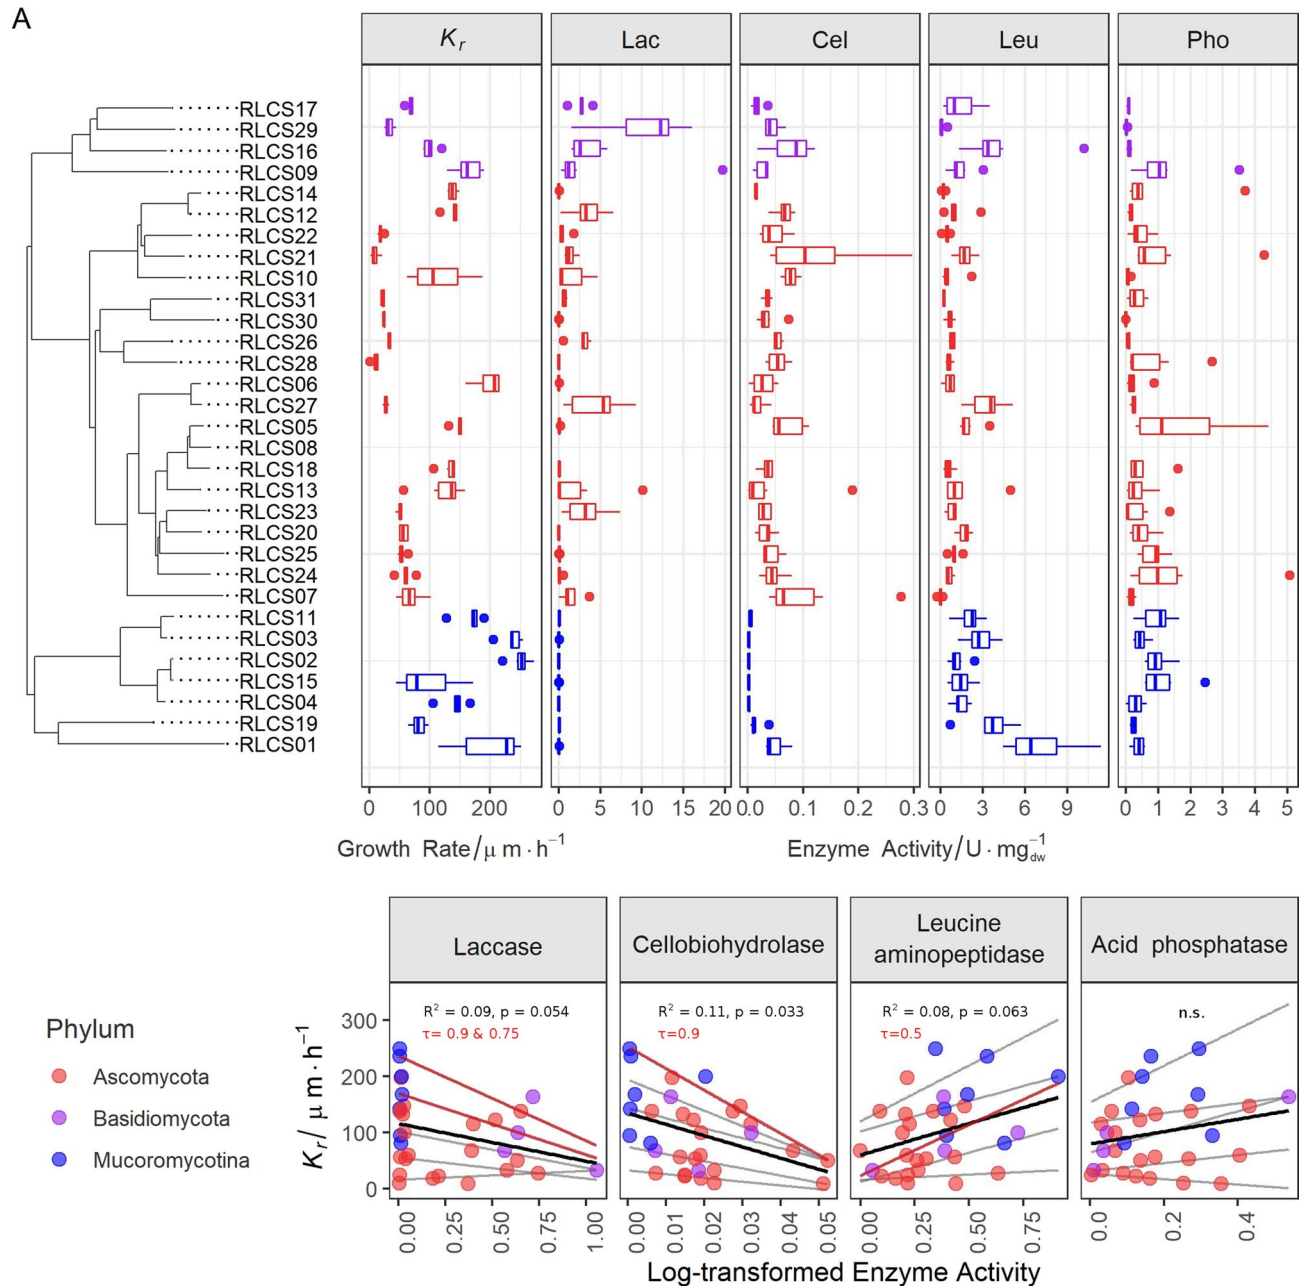 A
K_r Lac Cel Leu Pho
RLCS17
RLCS29
RLCS16
RLCS09
RLCS14
RLCS12
RLCS22
RLCS21
RLCS10
RLCS31
RLCS30
RLCS26
RLCS28
RLCS06
RLCS27
RLCS05
RLCS08
RLCS18
RLCS13
RLCS23
RLCS20
RLCS25
RLCS24
RLCS07
RLCS11
RLCS03
RLCS02
RLCS15
RLCS04
RLCS19
RLCS01
0 100 200 0 5 10 15 20 0.0 0.1 0.2 0.3 0 3 6 9 0 1 2 3 4 5
Growth Rate/μm·h⁻¹ Enzyme Activity/U·mg_dw⁻¹
Laccase Cellobiohydrolase Leucine aminopeptidase Acid phosphatase
R² = 0.09, p = 0.054 R² = 0.11, p = 0.033 R² = 0.08, p = 0.063 n.s.
τ= 0.9 & 0.75 τ=0.9 τ=0.5
Phylum
Ascomycota
Basidiomycota
Mucoromycotina
K_r/μm·h⁻¹
300
200
100
0
0.00 0.25 0.50 0.75 1.00 0.00 0.01 0.02 0.03 0.04 0.05 0.00 0.25 0.50 0.75 0.0 0.2 0.4
Log-transformed Enzyme Activity